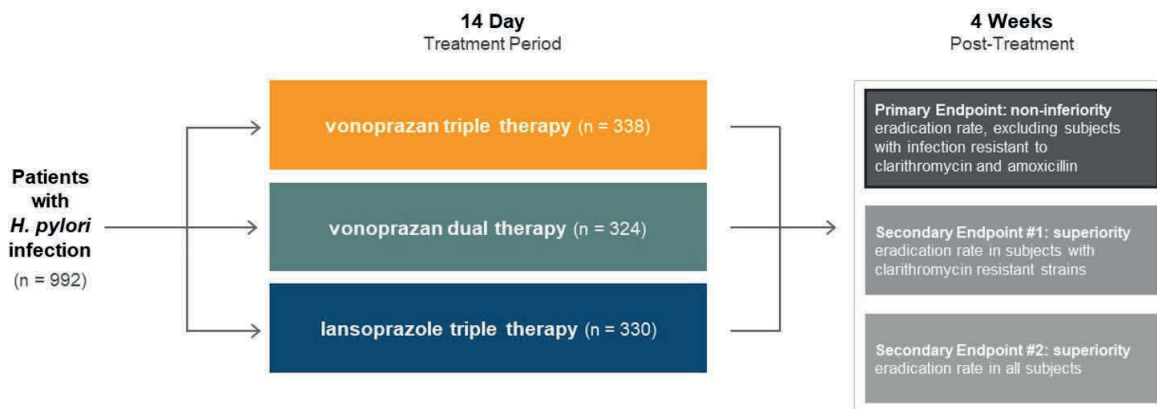 14 Day
Treatment Period
4 Weeks
Post-Treatment
Patients
with
H. pylori
infection
(n = 992)
vonoprazan triple therapy (n = 338)
vonoprazan dual therapy (n = 324)
lansoprazole triple therapy (n = 330)
Primary Endpoint: non-inferiority
eradication rate, excluding subjects
with infection resistant to
clarithromycin and amoxicillin
Secondary Endpoint #1: superiority
eradication rate in subjects with
clarithromycin resistant strains
Secondary Endpoint #2: superiority
eradication rate in all subjects